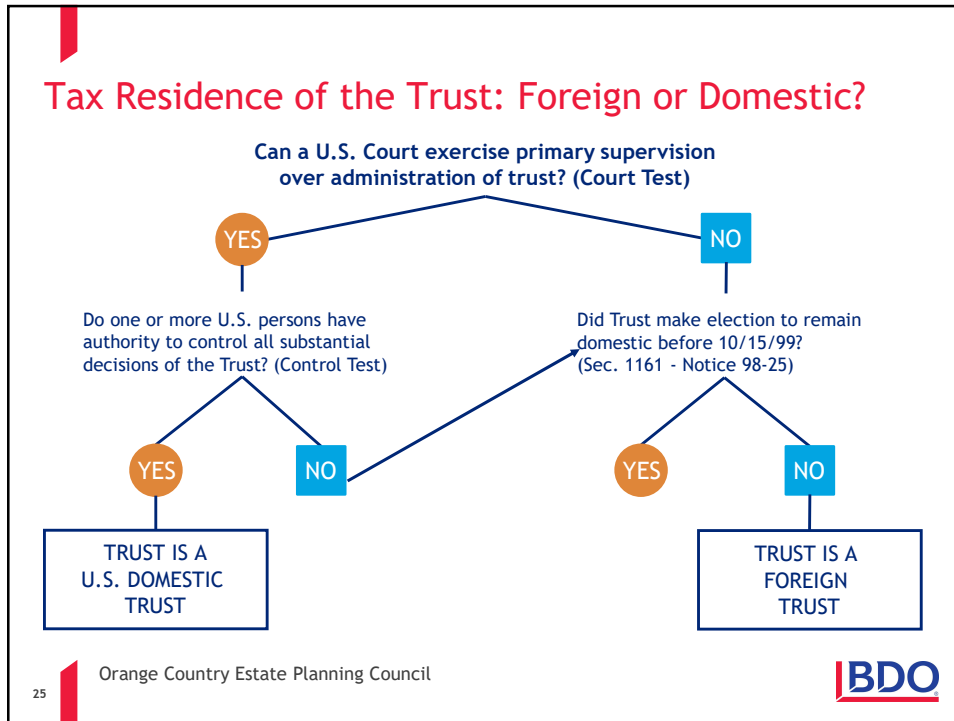 Tax Residence of the Trust: Foreign or Domestic?
Can a U.S. Court exercise primary supervision
over administration of trust? (Court Test)
YES
NO
Do one or more U.S. persons have
authority to control all substantial
decisions of the Trust? (Control Test)
Did Trust make election to remain
domestic before 10/15/99?
(Sec. 1161 - Notice 98-25)
YES
NO
YES
NO
TRUST IS A
U.S. DOMESTIC
TRUST
TRUST IS A
FOREIGN
TRUST
Orange Country Estate Planning Council
25
BDO®